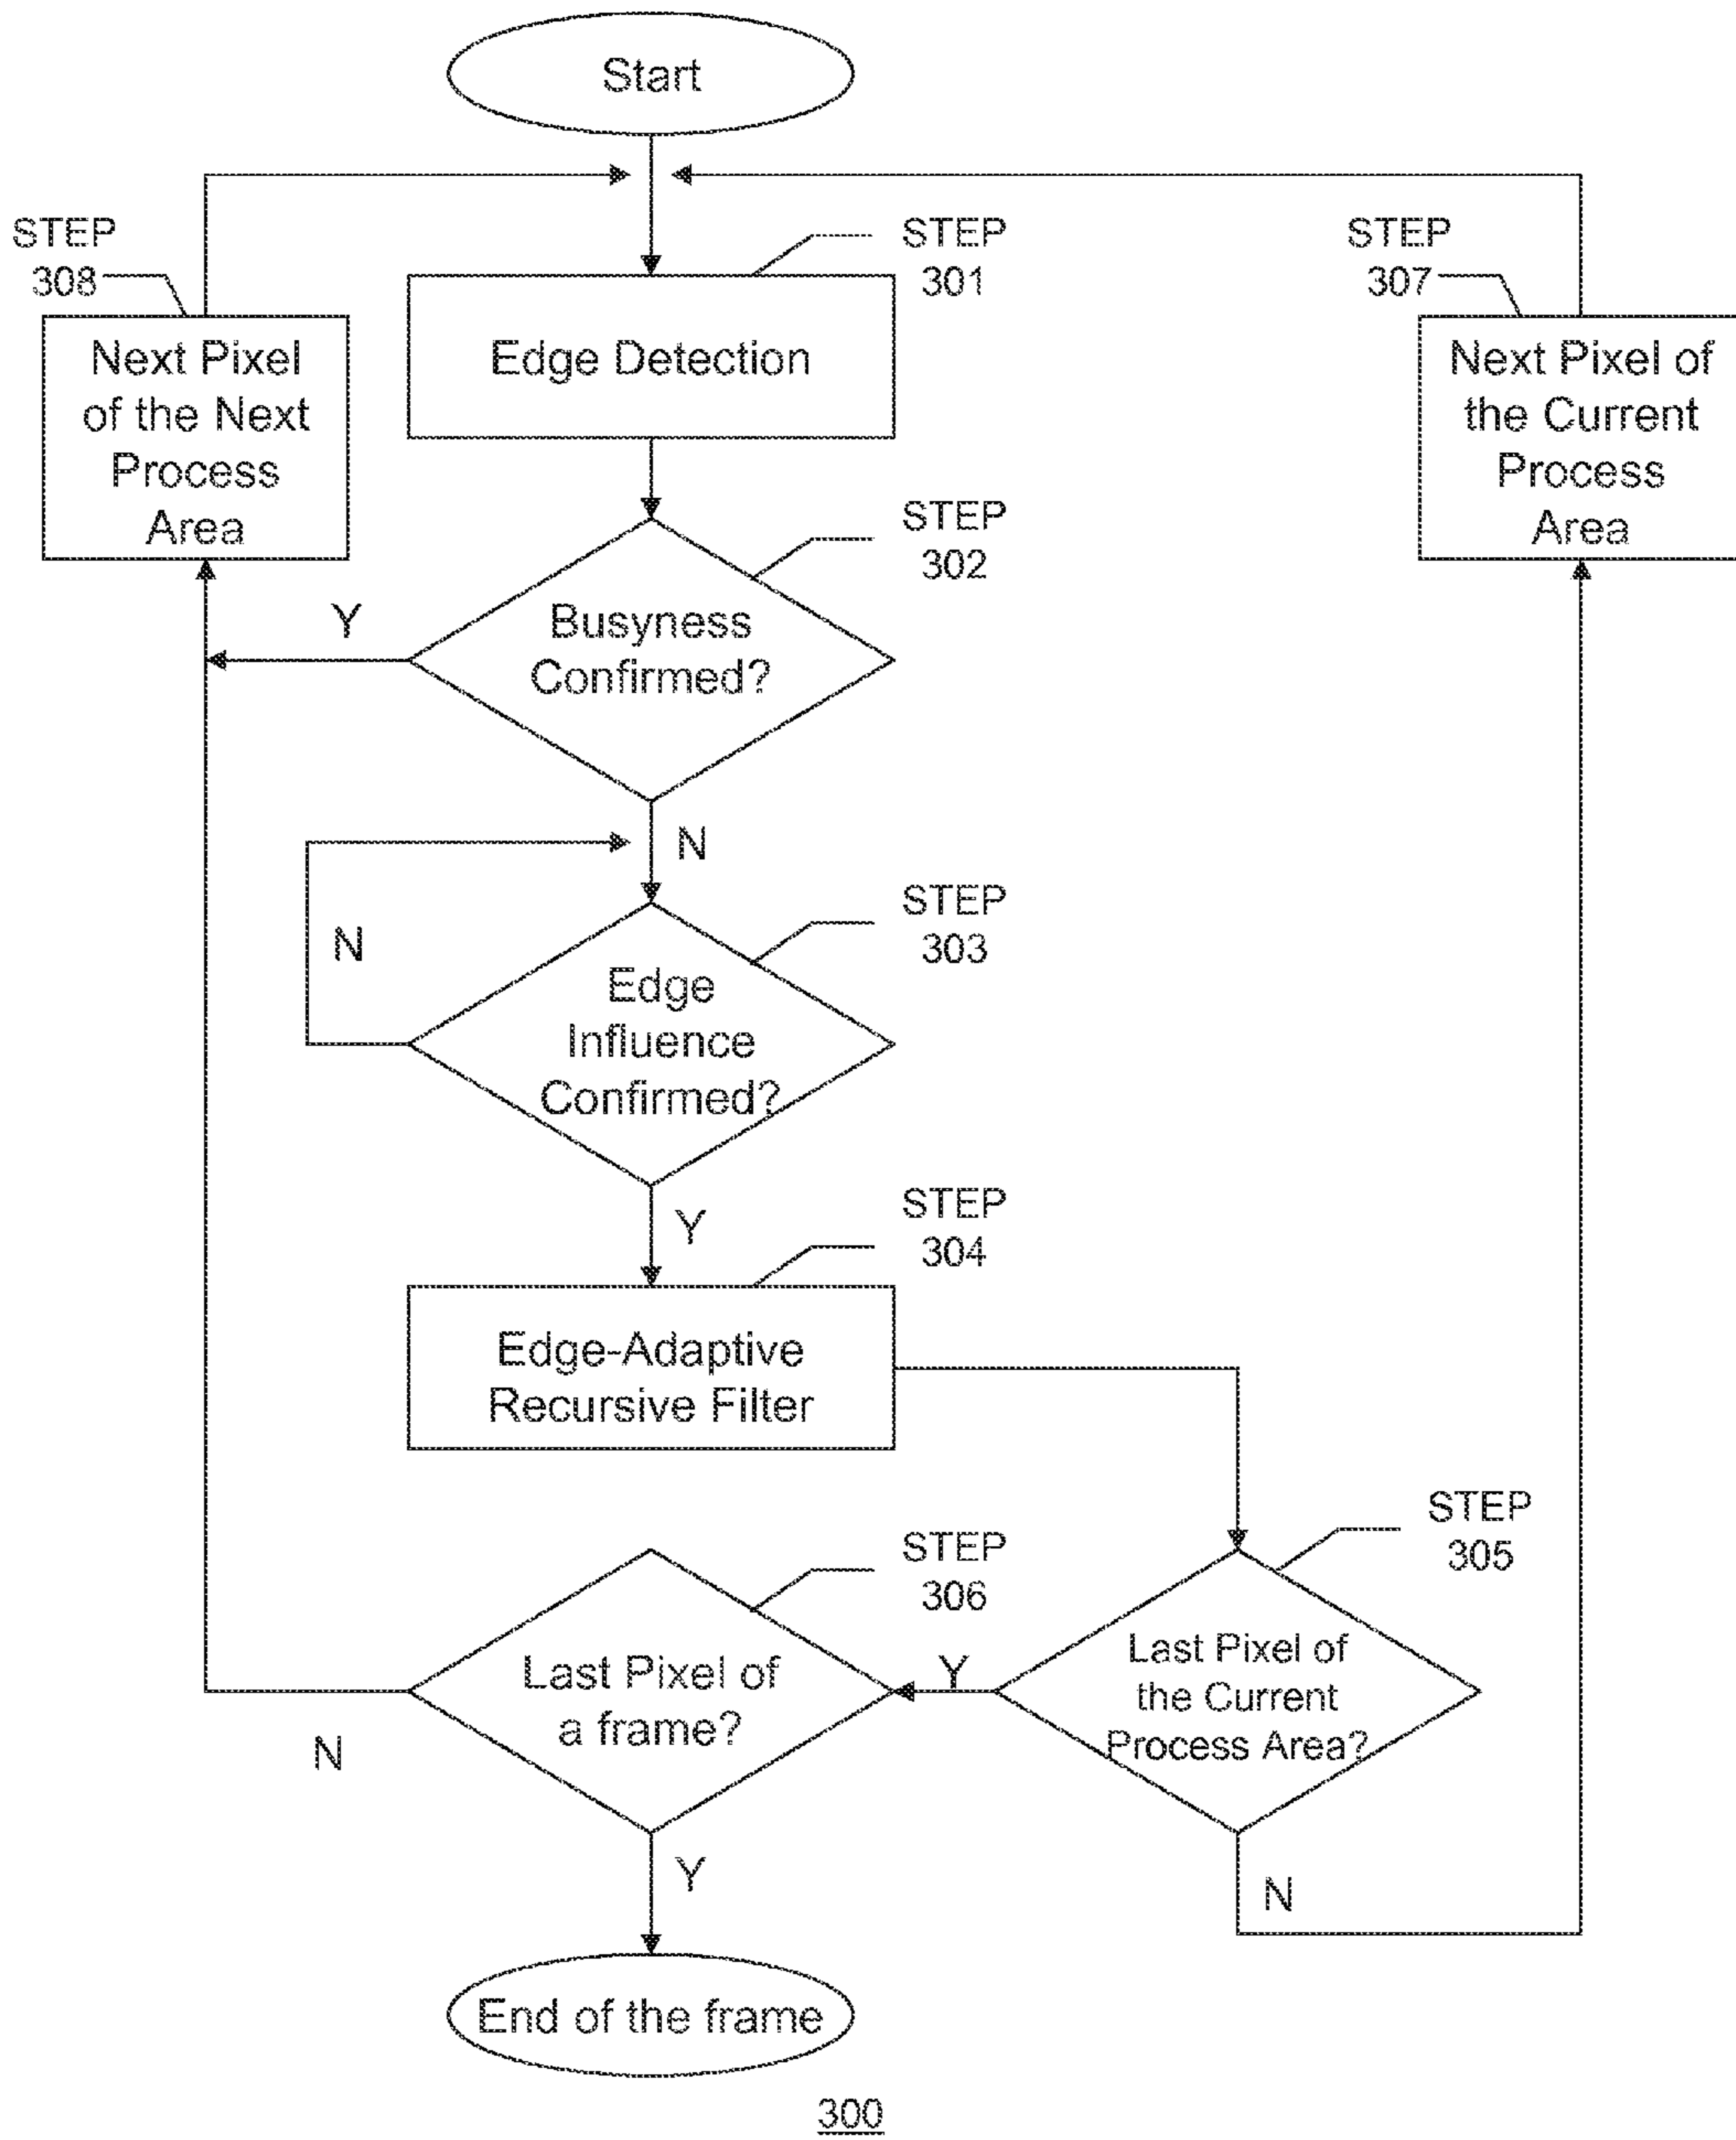 Start
STEP
308
STEP
301
STEP
307
Next Pixel
of the Next
Process
Area
Edge Detection
Next Pixel of
the Current
Process
Area
STEP
302
Y
Busyness
Confirmed?
N
STEP
303
N
Edge
Influence
Confirmed?
Y
STEP
304
Edge-Adaptive
Recursive Filter
STEP
305
STEP
306
Last Pixel of
a frame?
Y
Last Pixel of
the Current
Process Area?
N
Y
N
End of the frame
300